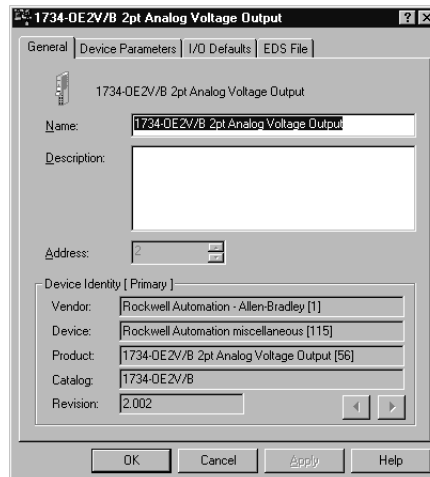 1734-OE2V/B 2pt Analog Voltage Output
General Device Parameters I/O Defaults EDS File
1734-OE2V/B 2pt Analog Voltage Output
Name: 1734-OE2V/B 2pt Analog Voltage Output
Description:
Address: 2
Device Identity [ Primary ]
Vendor: Rockwell Automation - Allen-Bradley [1]
Device: Rockwell Automation miscellaneous [115]
Product: 1734-OE2V/B 2pt Analog Voltage Output [56]
Catalog: 1734-OE2V/B
Revision: 2.002
OK Cancel Apply Help